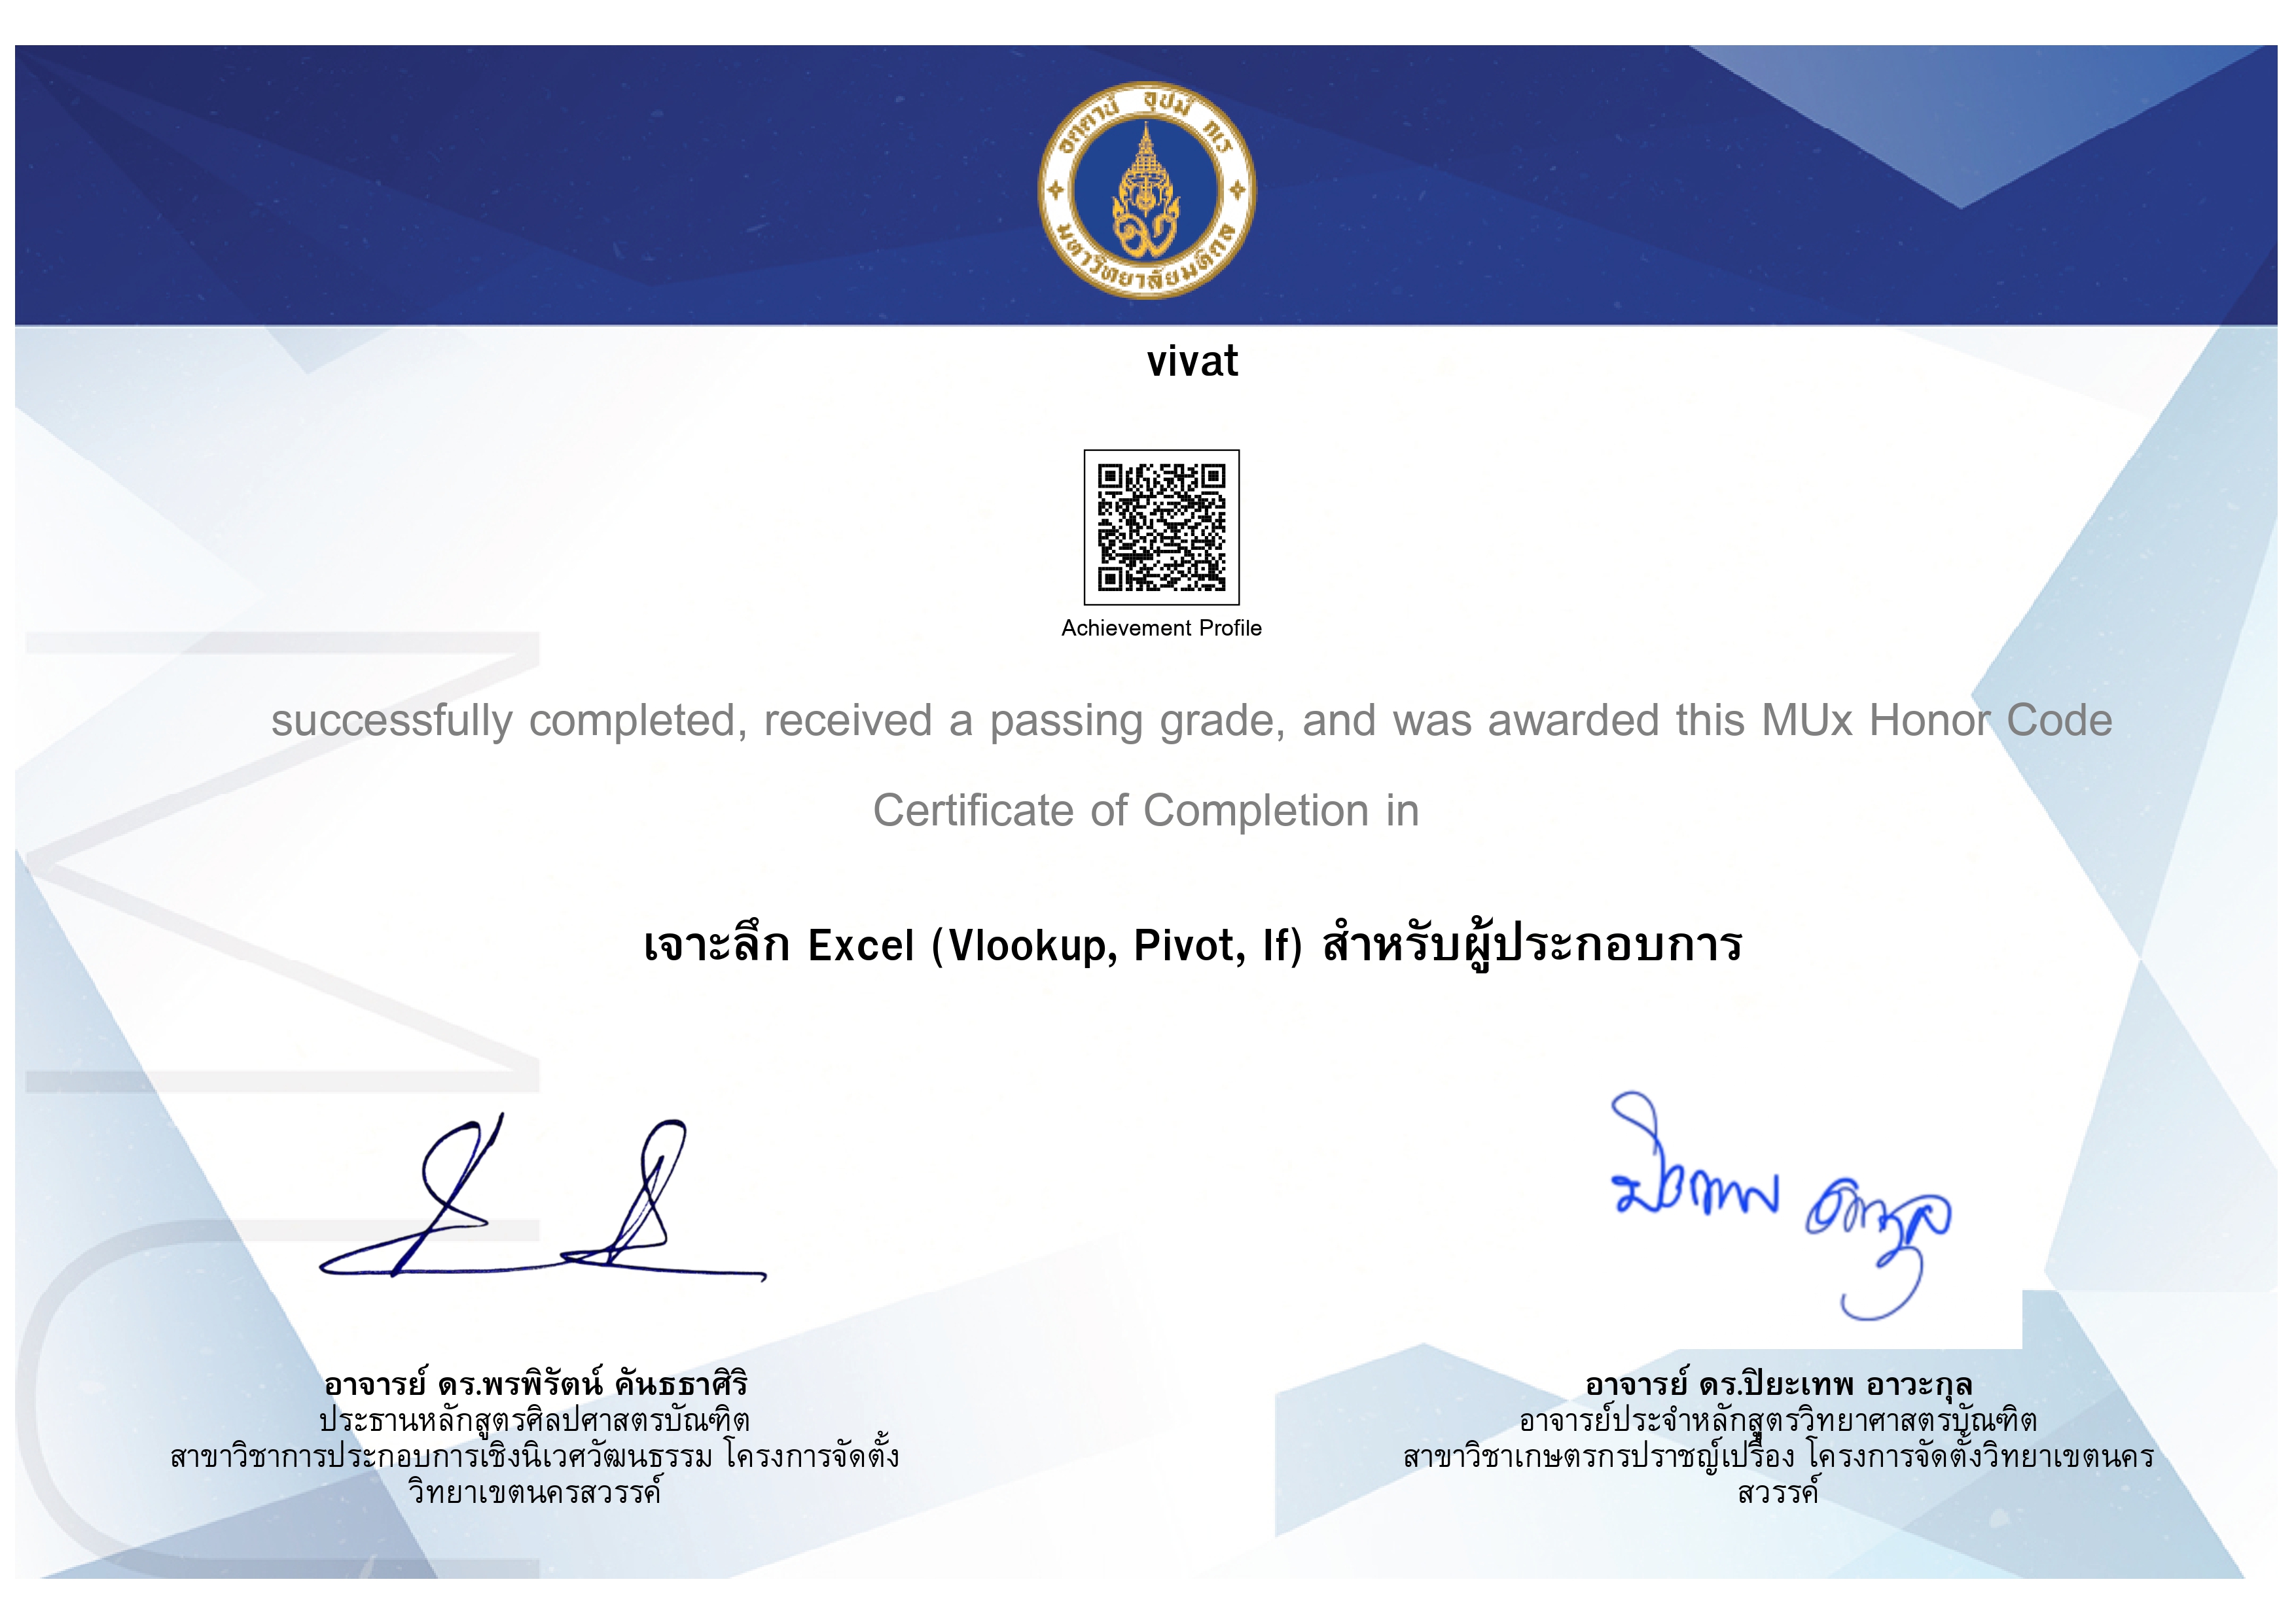 อตฺตานํ อุปมํ กเร
มหาวิทยาลัยมหิดล
vivat
Achievement Profile
successfully completed, received a passing grade, and was awarded this MUx Honor Code
Certificate of Completion in
เจาะลึก Excel (Vlookup, Pivot, If) สำหรับผู้ประกอบการ
อาจารย์ ดร.พรพิรัตน์ คันธธาศิริ
ประธานหลักสูตรศิลปศาสตรบัณฑิต
สาขาวิชาการประกอบการเชิงนิเวศวัฒนธรรม โครงการจัดตั้ง
วิทยาเขตนครสวรรค์
อาจารย์ ดร.ปิยะเทพ อาวะกุล
อาจารย์ประจำหลักสูตรวิทยาศาสตรบัณฑิต
สาขาวิชาเกษตรกรปราชญ์เปรื่อง โครงการจัดตั้งวิทยาเขตนคร
สวรรค์